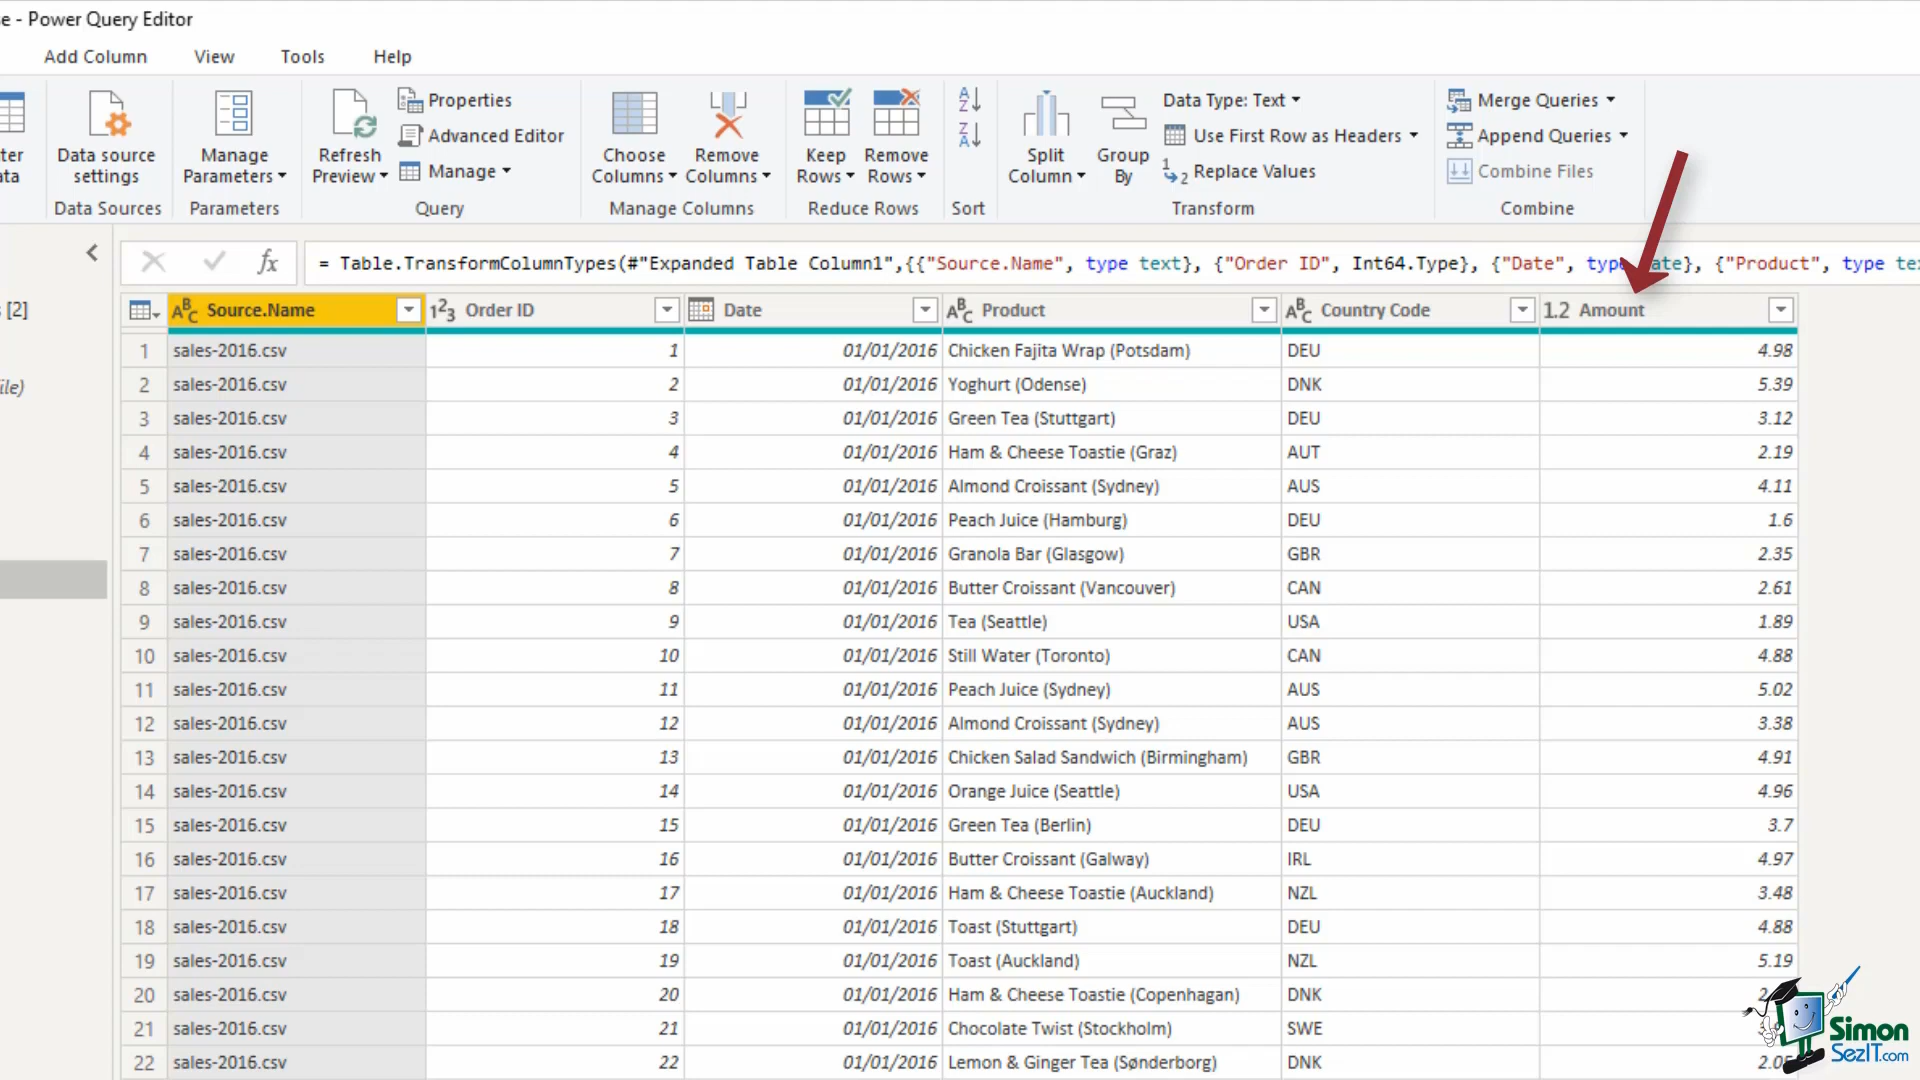 e - Power Query Editor
Add Column View Tools Help
Data source settings
Data Sources
Manage Parameters
Parameters
Refresh Preview
Properties
Advanced Editor
Manage
Query
Choose Columns
Remove Columns
Manage Columns
Keep Rows
Remove Rows
Reduce Rows
A Z
Z A
Sort
Split Column
Group By
Data Type: Text
Use First Row as Headers
1 2 Replace Values
Transform
Merge Queries
Append Queries
Combine Files
Combine
fx = Table.TransformColumnTypes(#"Expanded Table Column1",{{"Source.Name", type text}, {"Order ID", Int64.Type}, {"Date", type date}, {"Product", type te
[2]
ile)
ABC Source.Name 123 Order ID Date ABC Product ABC Country Code 1.2 Amount
1 sales-2016.csv 1 01/01/2016 Chicken Fajita Wrap (Potsdam) DEU 4.98
2 sales-2016.csv 2 01/01/2016 Yoghurt (Odense) DNK 5.39
3 sales-2016.csv 3 01/01/2016 Green Tea (Stuttgart) DEU 3.12
4 sales-2016.csv 4 01/01/2016 Ham & Cheese Toastie (Graz) AUT 2.19
5 sales-2016.csv 5 01/01/2016 Almond Croissant (Sydney) AUS 4.11
6 sales-2016.csv 6 01/01/2016 Peach Juice (Hamburg) DEU 1.6
7 sales-2016.csv 7 01/01/2016 Granola Bar (Glasgow) GBR 2.35
8 sales-2016.csv 8 01/01/2016 Butter Croissant (Vancouver) CAN 2.61
9 sales-2016.csv 9 01/01/2016 Tea (Seattle) USA 1.89
10 sales-2016.csv 10 01/01/2016 Still Water (Toronto) CAN 4.88
11 sales-2016.csv 11 01/01/2016 Peach Juice (Sydney) AUS 5.02
12 sales-2016.csv 12 01/01/2016 Almond Croissant (Sydney) AUS 3.38
13 sales-2016.csv 13 01/01/2016 Chicken Salad Sandwich (Birmingham) GBR 4.91
14 sales-2016.csv 14 01/01/2016 Orange Juice (Seattle) USA 4.96
15 sales-2016.csv 15 01/01/2016 Green Tea (Berlin) DEU 3.7
16 sales-2016.csv 16 01/01/2016 Butter Croissant (Galway) IRL 4.97
17 sales-2016.csv 17 01/01/2016 Ham & Cheese Toastie (Auckland) NZL 3.48
18 sales-2016.csv 18 01/01/2016 Toast (Stuttgart) DEU 4.88
19 sales-2016.csv 19 01/01/2016 Toast (Auckland) NZL 5.19
20 sales-2016.csv 20 01/01/2016 Ham & Cheese Toastie (Copenhagan) DNK
21 sales-2016.csv 21 01/01/2016 Chocolate Twist (Stockholm) SWE
22 sales-2016.csv 22 01/01/2016 Lemon & Ginger Tea (Sønderborg) DNK
Simon
SezIT.com